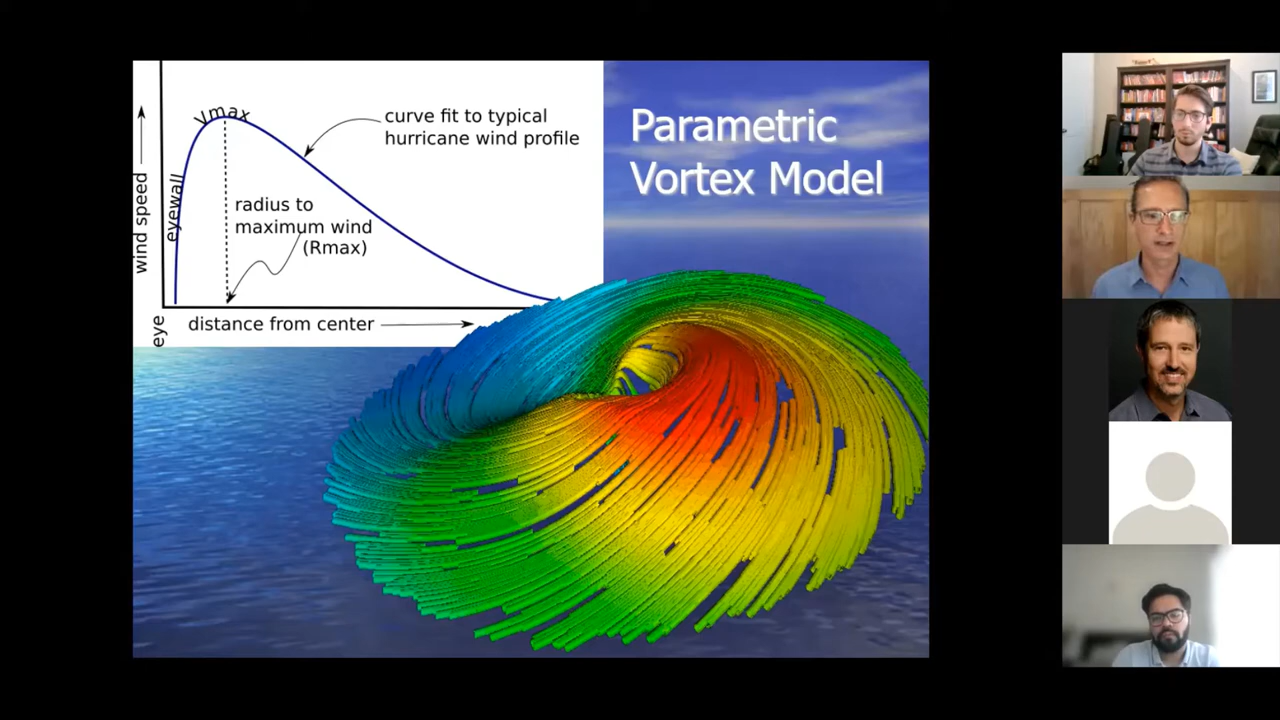 Parametric
Vortex Model
Vmax
curve fit to typical
hurricane wind profile
eyewall
wind speed
radius to
maximum wind
(Rmax)
distance from center
eye